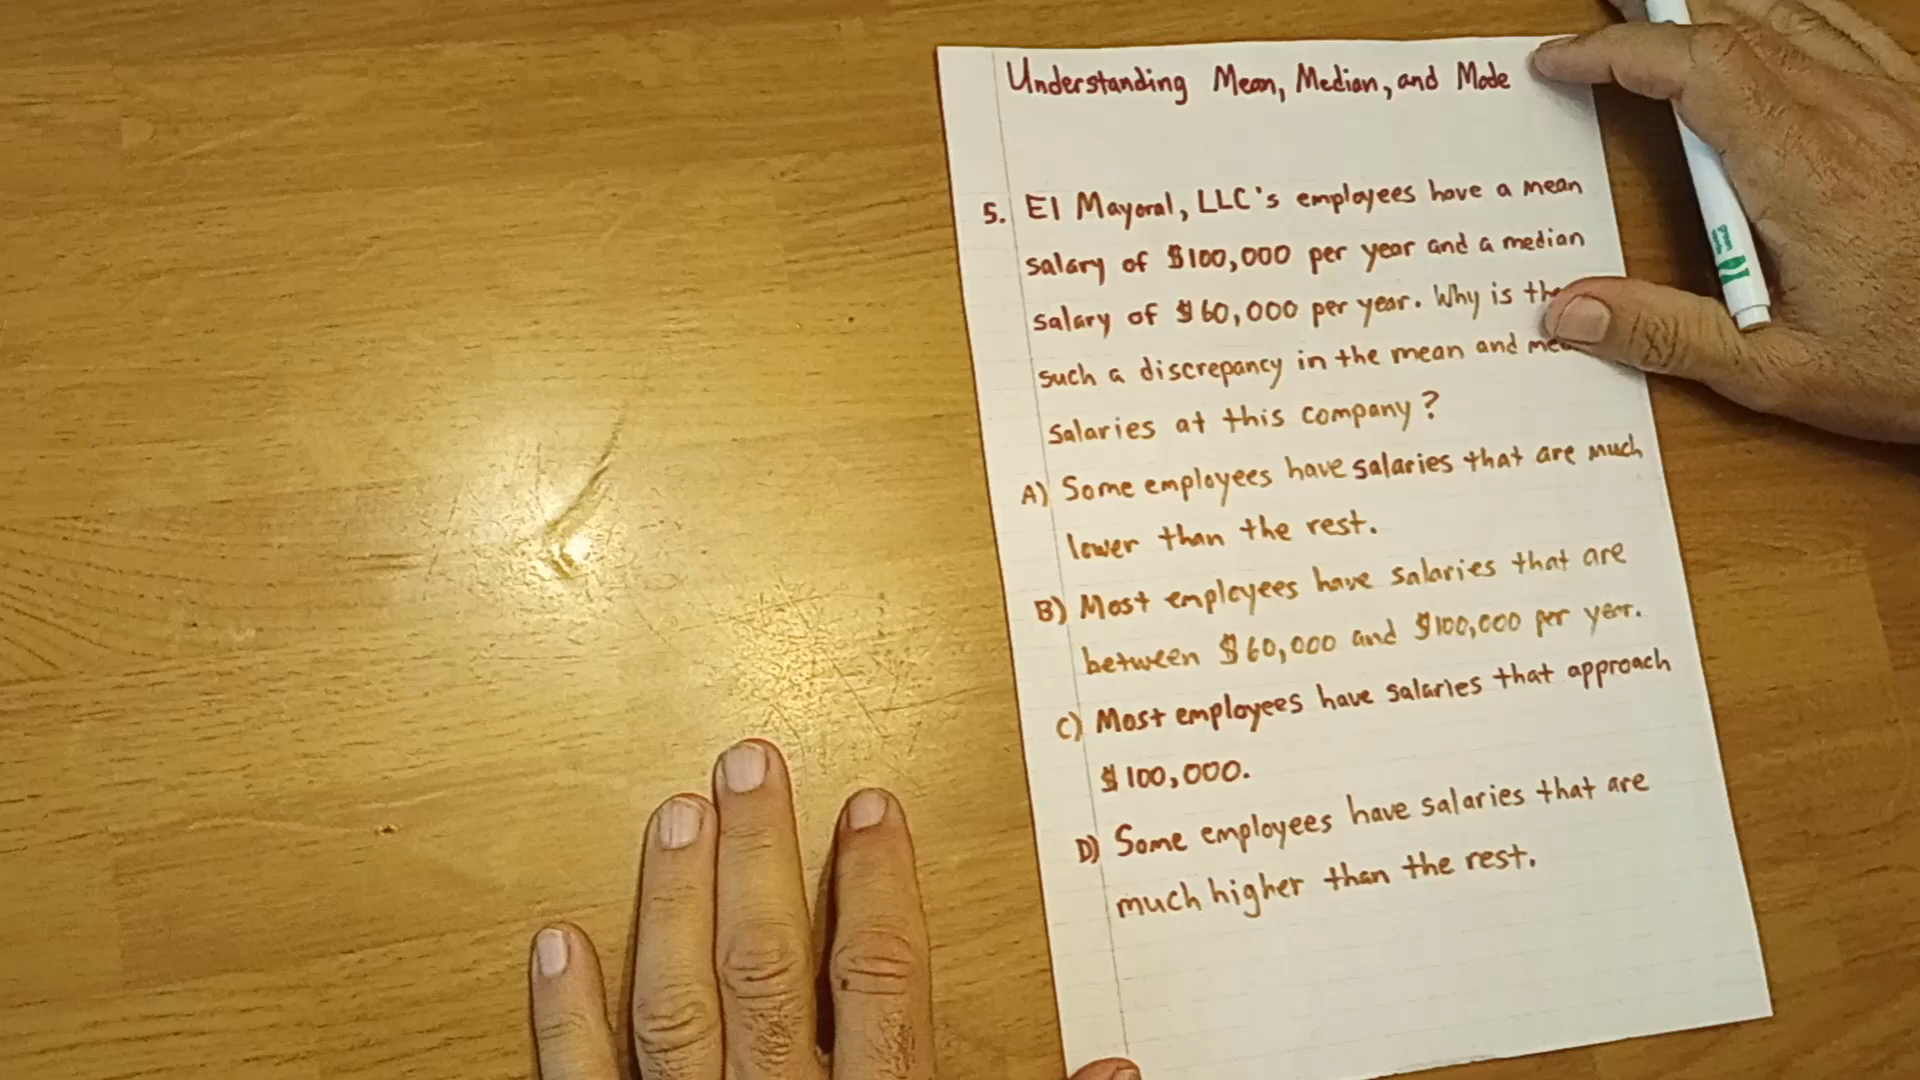 Understanding Mean, Median, and Mode
5. El Mayoral, LLC's employees have a mean
salary of $100,000 per year and a median
salary of $60,000 per year. Why is
such a discrepancy in the mean and
salaries at this company?
A) Some employees have salaries that are much
lower than the rest.
B) Most employees have salaries that are
between $60,000 and $100,000 per year.
C) Most employees have salaries that approach
$100,000.
D) Some employees have salaries that are
much higher than the rest.